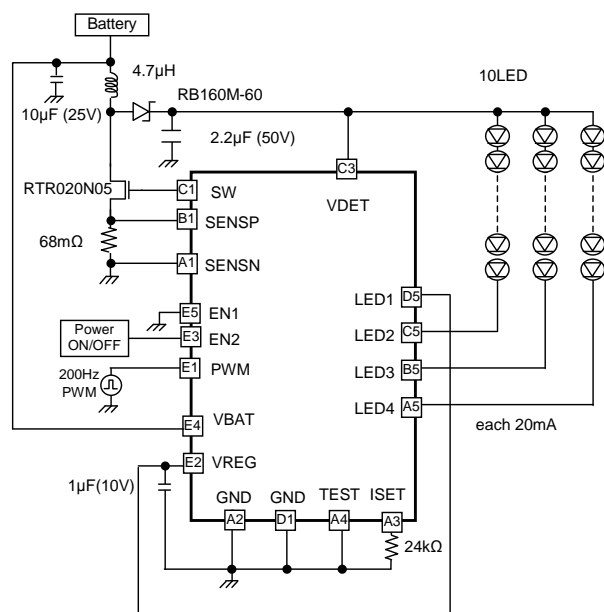 Battery
4.7µH
10LED
RB160M-60
10µF (25V)
2.2µF (50V)
C3
RTR020N05
C1
SW
VDET
B1
SENSP
68mΩ
A1
SENSN
LED1
D5
E5
EN1
Power
ON/OFF
E3
EN2
LED2
C5
E1
PWM
LED3
B5
200Hz
PWM
LED4
A5
VBAT
E4
each 20mA
E2
VREG
1µF(10V)
GND
GND
TEST
ISET
A2
D1
A4
A3
24kΩ